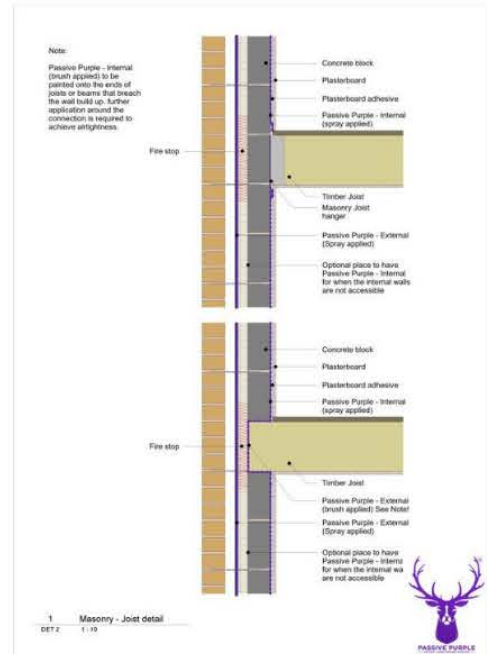 Note:
Passive Purple - Internal
(brush applied) to be
painted onto the ends of
joists or beams that breach
the wall build up. further
application around the
connection is required to
achieve airtightness.
Concrete block
Plasterboard
Plasterboard adhesive
Passive Purple - Internal
(spray applied)
Fire stop
Timber Joist
Masonry Joist
hanger
Passive Purple - External
(Spray applied)
Optional place to have
Passive Purple - Internal
for when the internal walls
are not accessible
Concrete block
Plasterboard
Plasterboard adhesive
Passive Purple - Internal
(spray applied)
Fire stop
Timber Joist
Passive Purple - External
(brush applied) See Note!
Passive Purple - External
(Spray applied)
Optional place to have
Passive Purple - Interna
for when the internal wa
are not accessible
1 Masonry - Joist detail
DET 2 1 : 10
PASSIVE PURPLE